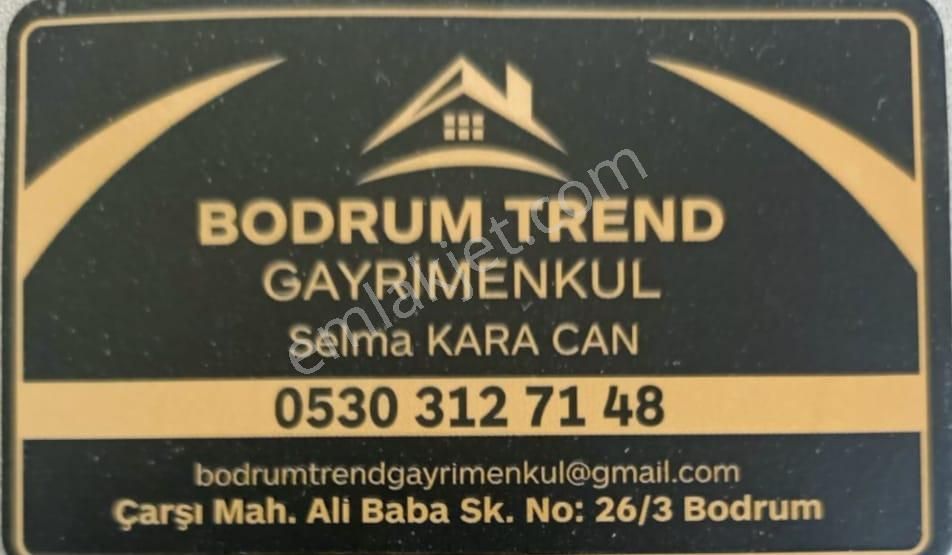 BODRUM TREND
GAYRİMENKUL
Selma KARA CAN
0530 312 71 48
bodrumtrendgayrimenkul@gmail.com
Çarşı Mah. Ali Baba Sk. No: 26/3 Bodrum
emlakjet.com